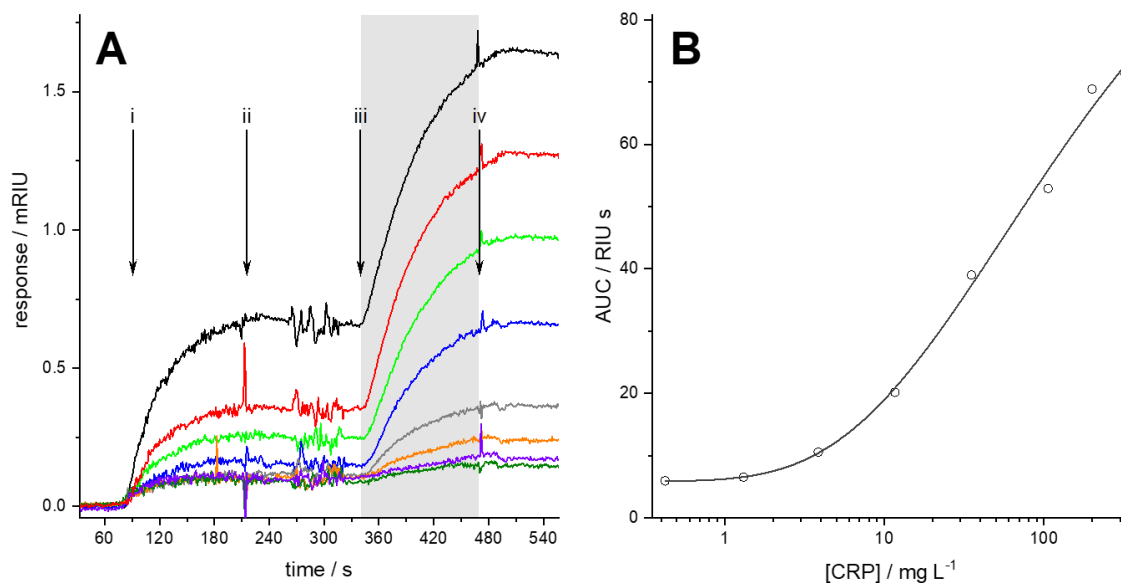 A
i
ii
iii
iv
1.5
1.0
0.5
0.0
response / mRIU
60
120
180
240
300
360
420
480
540
time / s
B
80
60
40
20
0
AUC / RIU s
1
10
100
[CRP] / mg L⁻¹